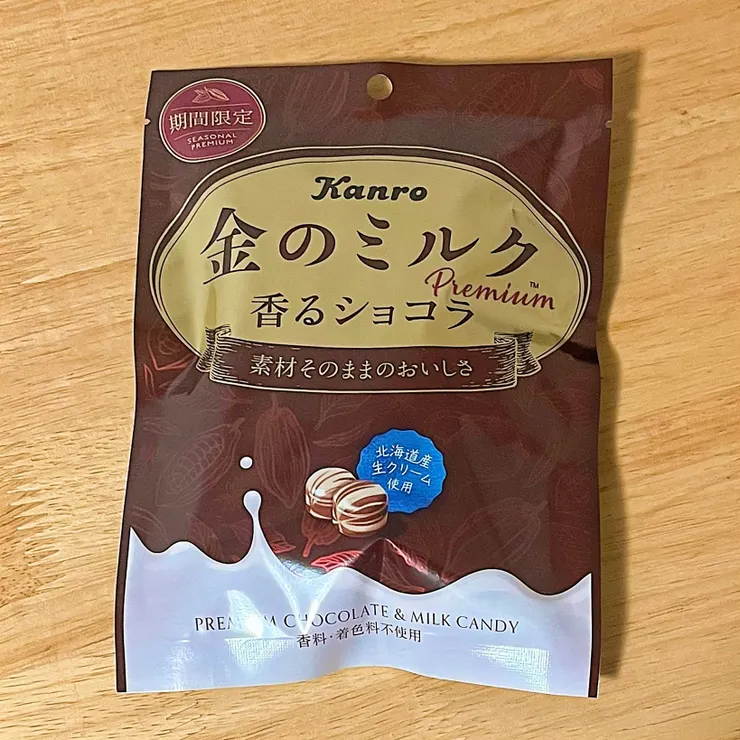 期間限定
SEASONAL
PREMIUM
Kanro
金のミルク
Premium™
香るショコラ
素材そのままのおいしさ
北海道産
生クリーム
使用
PREMIUM CHOCOLATE & MILK CANDY
香料・着色料不使用